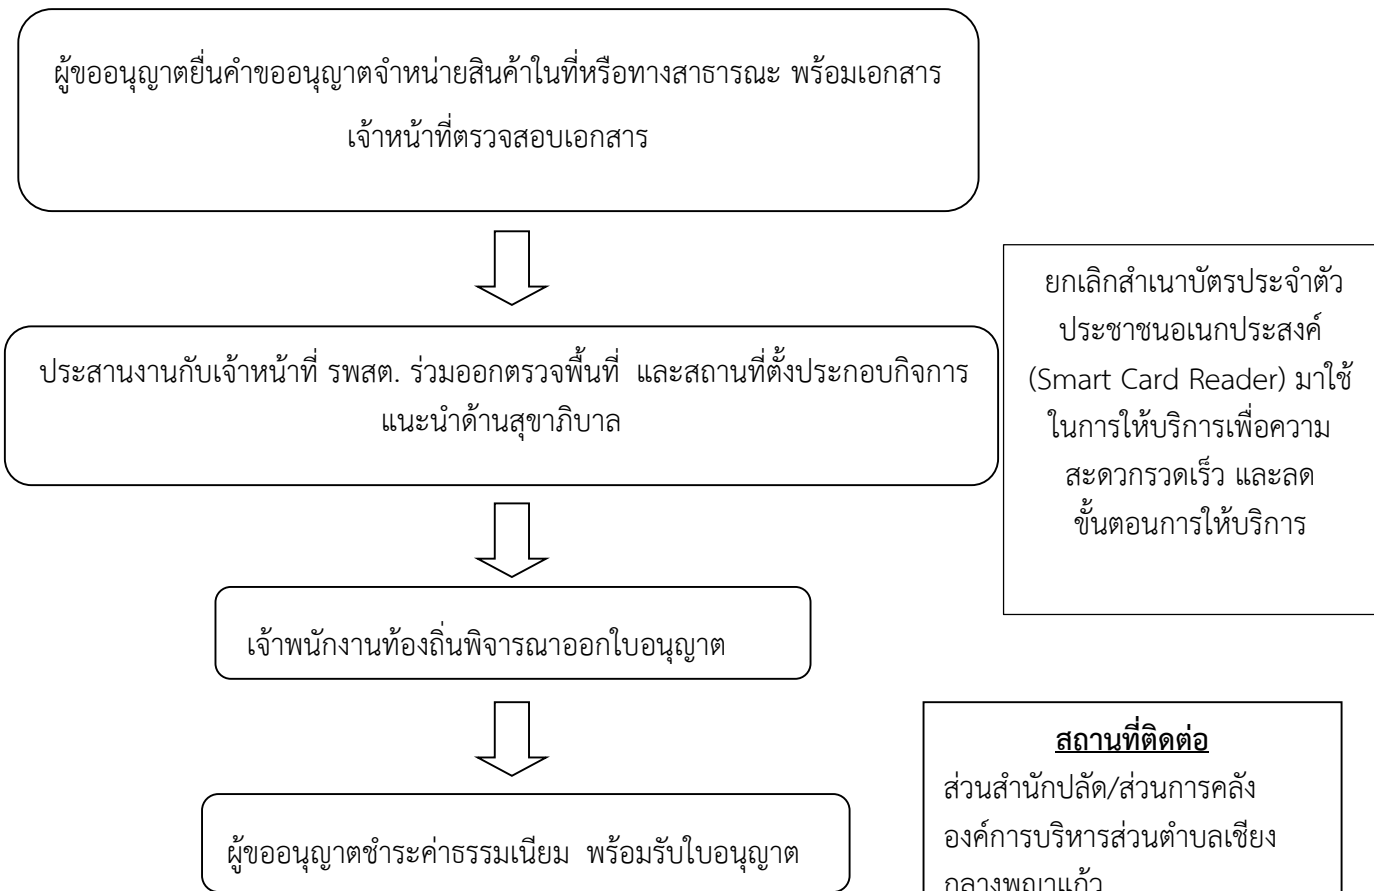 ผู้ขออนุญาตยื่นคำขออนุญาตจำหน่ายสินค้าในที่หรือทางสาธารณะ พร้อมเอกสาร
เจ้าหน้าที่ตรวจสอบเอกสาร
ประสานงานกับเจ้าหน้าที่ รพสต. ร่วมออกตรวจพื้นที่ และสถานที่ตั้งประกอบกิจการ
แนะนำด้านสุขาภิบาล
ยกเลิกสำเนาบัตรประจำตัว
ประชาชนอเนกประสงค์
(Smart Card Reader) มาใช้
ในการให้บริการเพื่อความ
สะดวกรวดเร็ว และลด
ขั้นตอนการให้บริการ
เจ้าพนักงานท้องถิ่นพิจารณาออกใบอนุญาต
ผู้ขออนุญาตชำระค่าธรรมเนียม พร้อมรับใบอนุญาต
สถานที่ติดต่อ
ส่วนสำนักปลัด/ส่วนการคลัง
องค์การบริหารส่วนตำบลเชียง
กลางพญาแก้ว